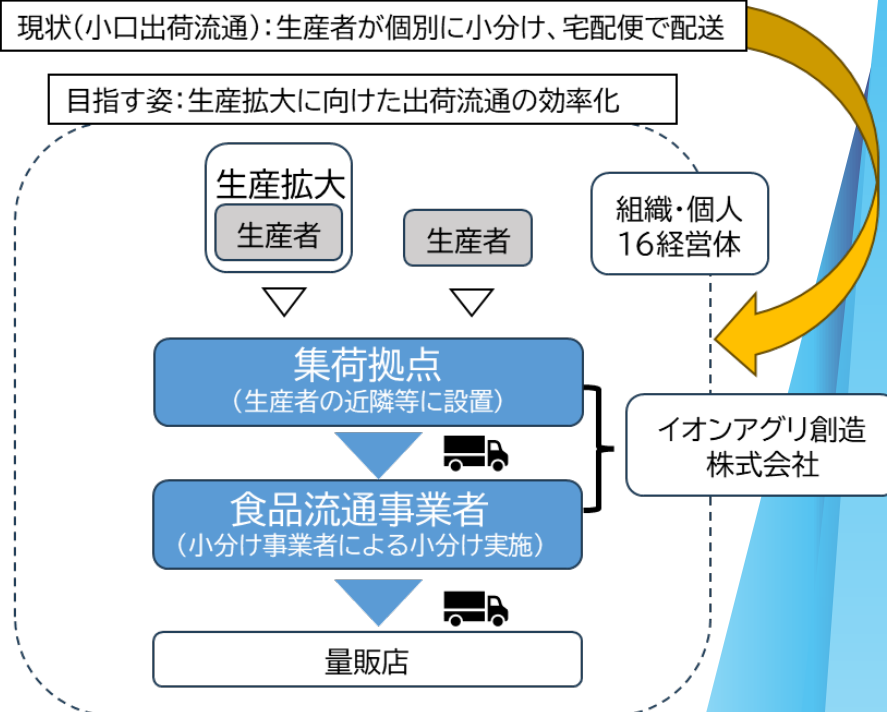 現状(小口出荷流通):生産者が個別に小分け、宅配便で配送
目指す姿:生産拡大に向けた出荷流通の効率化
生産拡大
生産者
生産者
組織・個人
16経営体
集荷拠点
(生産者の近隣等に設置)
イオンアグリ創造
株式会社
食品流通事業者
(小分け事業者による小分け実施)
量販店